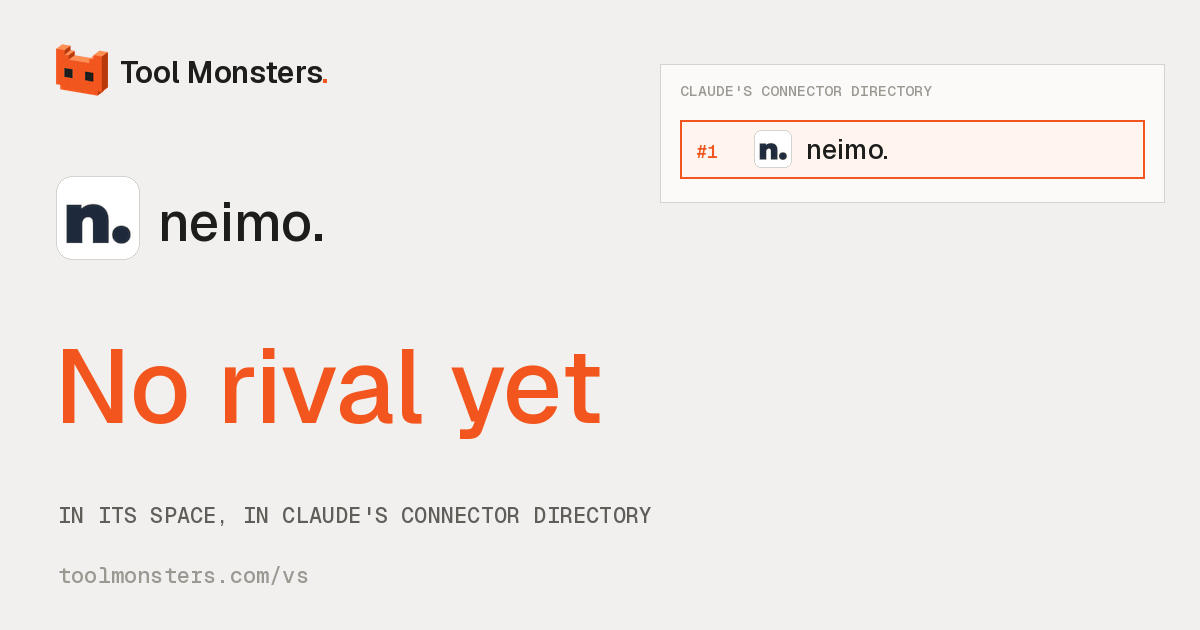 Tool Monsters.
CLAUDE'S CONNECTOR DIRECTORY
#1 n. neimo.
n. neimo.
No rival yet
IN ITS SPACE, IN CLAUDE'S CONNECTOR DIRECTORY
toolmonsters.com/vs